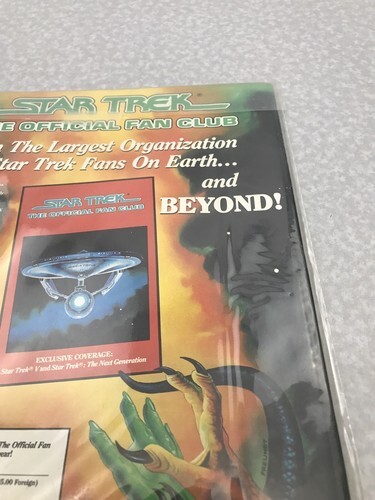 STAR TREK
THE OFFICIAL FAN CLUB
The Largest Organization
Star Trek Fans On Earth...
and
BEYOND!
STAR TREK
THE OFFICIAL FAN CLUB
EXCLUSIVE COVERAGE:
Star Trek® V and Star Trek®: The Next Generation
The Official Fan
ear!
5.00 Foreign)